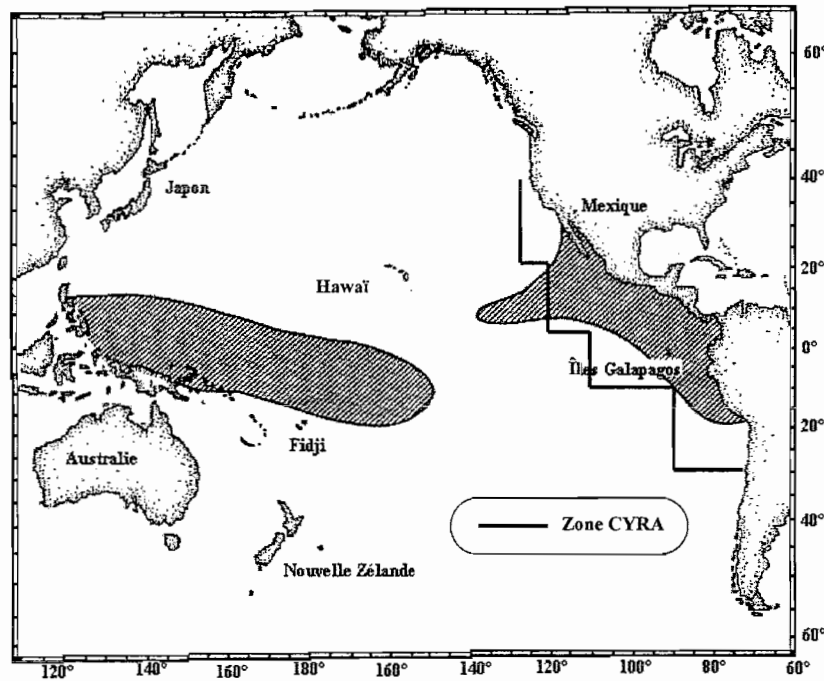 60°
Japon
40°
Mexique
20°
Hawaï
0°
Îles Galapagos
Fidji
20°
Australie
Zone CYRA
40°
Nouvelle Zélande
60°
120° 140° 160° 180° 160° 140° 120° 100° 80° 60°